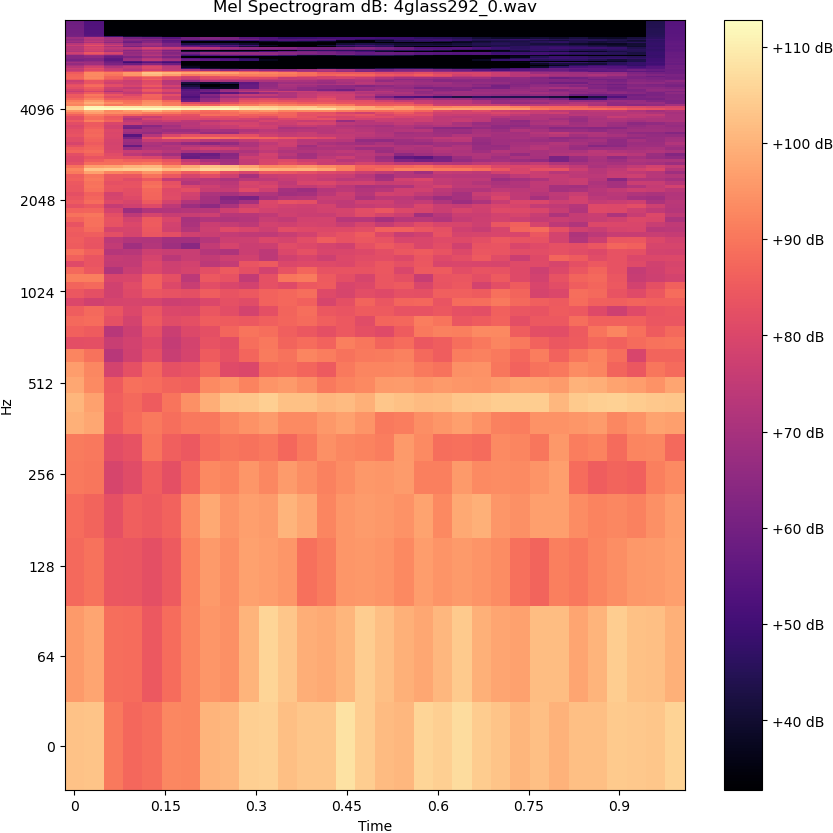 Mel Spectrogram dB: 4glass292_0.wav
+110 dB
4096
+100 dB
2048
+90 dB
1024
+80 dB
512
Hz
+70 dB
256
+60 dB
128
+50 dB
64
+40 dB
0
0 0.15 0.3 0.45 0.6 0.75 0.9
Time